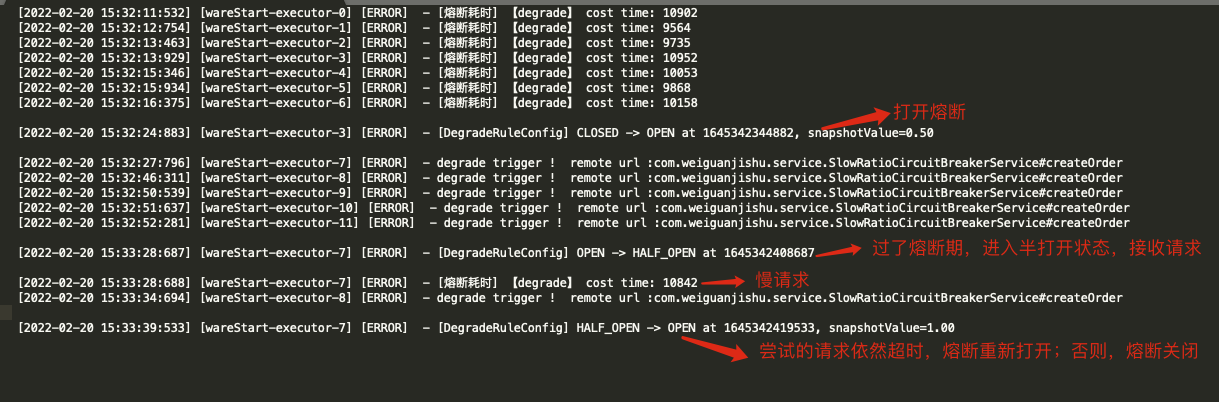 [2022-02-20 15:32:11:532] [wareStart-executor-0] [ERROR] - [熔断耗时] 【degrade】 cost time: 10902
[2022-02-20 15:32:12:754] [wareStart-executor-1] [ERROR] - [熔断耗时] 【degrade】 cost time: 9564
[2022-02-20 15:32:13:463] [wareStart-executor-2] [ERROR] - [熔断耗时] 【degrade】 cost time: 9735
[2022-02-20 15:32:13:929] [wareStart-executor-3] [ERROR] - [熔断耗时] 【degrade】 cost time: 10952
[2022-02-20 15:32:15:346] [wareStart-executor-4] [ERROR] - [熔断耗时] 【degrade】 cost time: 10053
[2022-02-20 15:32:15:934] [wareStart-executor-5] [ERROR] - [熔断耗时] 【degrade】 cost time: 9868
[2022-02-20 15:32:16:375] [wareStart-executor-6] [ERROR] - [熔断耗时] 【degrade】 cost time: 10158
打开熔断
[2022-02-20 15:32:24:883] [wareStart-executor-3] [ERROR] - [DegradeRuleConfig] CLOSED -> OPEN at 1645342344882, snapshotValue=0.50
[2022-02-20 15:32:27:796] [wareStart-executor-7] [ERROR] - degrade trigger ! remote url :com.weiguanjishu.service.SlowRatioCircuitBreakerService#createOrder
[2022-02-20 15:32:46:311] [wareStart-executor-8] [ERROR] - degrade trigger ! remote url :com.weiguanjishu.service.SlowRatioCircuitBreakerService#createOrder
[2022-02-20 15:32:50:539] [wareStart-executor-9] [ERROR] - degrade trigger ! remote url :com.weiguanjishu.service.SlowRatioCircuitBreakerService#createOrder
[2022-02-20 15:32:51:637] [wareStart-executor-10] [ERROR] - degrade trigger ! remote url :com.weiguanjishu.service.SlowRatioCircuitBreakerService#createOrder
[2022-02-20 15:32:52:281] [wareStart-executor-11] [ERROR] - degrade trigger ! remote url :com.weiguanjishu.service.SlowRatioCircuitBreakerService#createOrder
[2022-02-20 15:33:28:687] [wareStart-executor-7] [ERROR] - [DegradeRuleConfig] OPEN -> HALF_OPEN at 1645342408687
过了熔断期，进入半打开状态，接收请求
[2022-02-20 15:33:28:688] [wareStart-executor-7] [ERROR] - [熔断耗时] 【degrade】 cost time: 10842
慢请求
[2022-02-20 15:33:34:694] [wareStart-executor-8] [ERROR] - degrade trigger ! remote url :com.weiguanjishu.service.SlowRatioCircuitBreakerService#createOrder
[2022-02-20 15:33:39:533] [wareStart-executor-7] [ERROR] - [DegradeRuleConfig] HALF_OPEN -> OPEN at 1645342419533, snapshotValue=1.00
尝试的请求依然超时，熔断重新打开；否则，熔断关闭